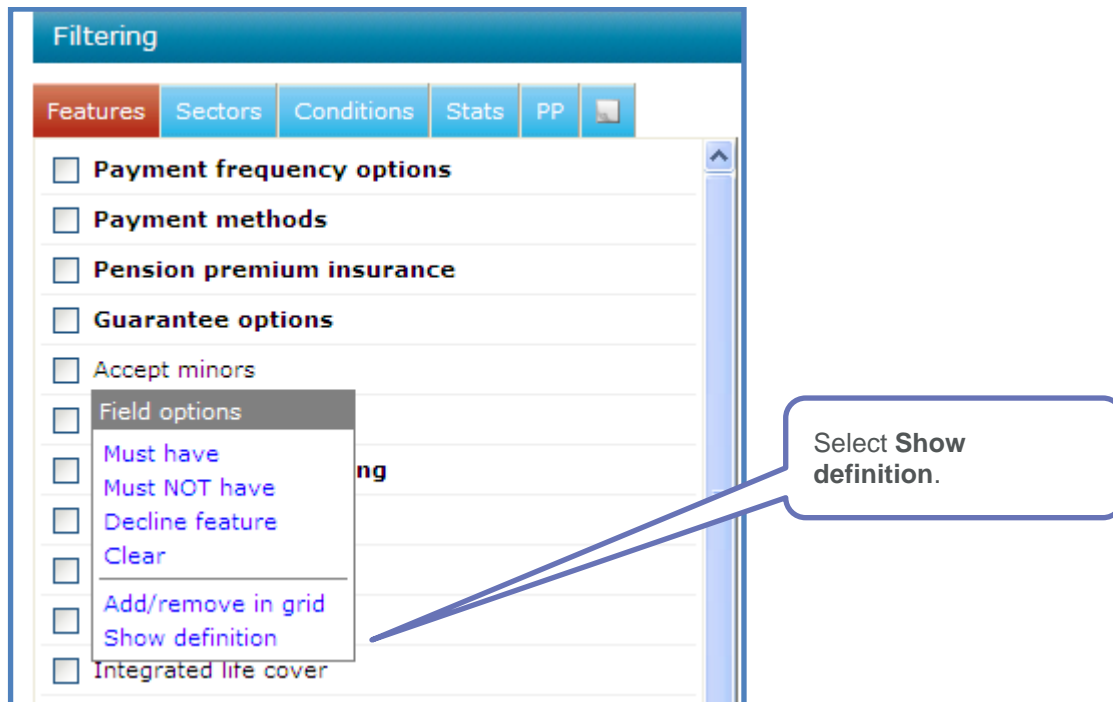 Filtering
Features Sectors Conditions Stats PP
Payment frequency options
Payment methods
Pension premium insurance
Guarantee options
Accept minors
Field options
Must have
ng
Must NOT have
Decline feature
Clear
Add/remove in grid
Show definition
Integrated life cover
Select Show
definition.